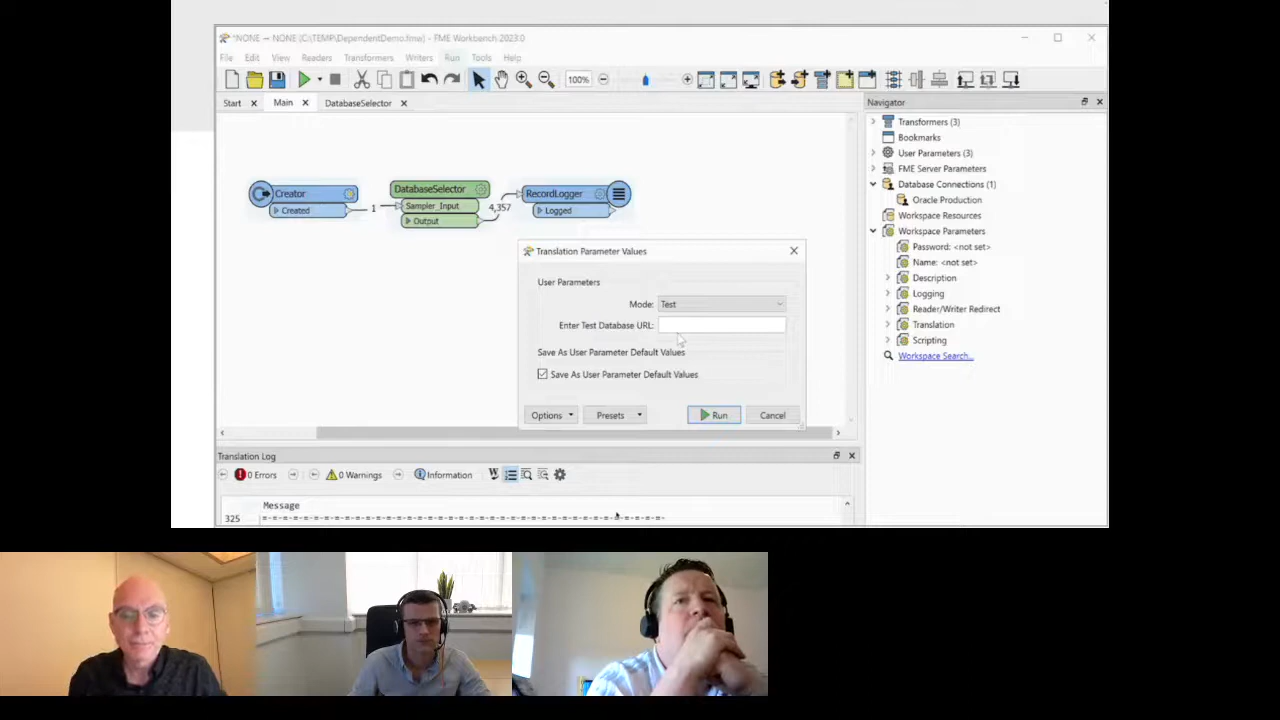 *NONE → NONE (C:\TEMP\DependentDemo.fmw) - FME Workbench 2023.0
File Edit View Readers Transformers Writers Run Tools Help
100%
Start Main DatabaseSelector
Navigator
Transformers (3)
Bookmarks
User Parameters (3)
FME Server Parameters
Database Connections (1)
Oracle Production
Workspace Resources
Workspace Parameters
Password: <not set>
Name: <not set>
Description
Logging
Reader/Writer Redirect
Translation
Scripting
Workspace Search...
Creator
Created
1
DatabaseSelector
Sampler_Input
Output
4,357
RecordLogger
Logged
Translation Parameter Values
User Parameters
Mode: Test
Enter Test Database URL:
Save As User Parameter Default Values
Save As User Parameter Default Values
Options Presets Run Cancel
Translation Log
0 Errors 0 Warnings Information
Message
325 =-=-=-=-=-=-=-=-=-=-=-=-=-=-=-=-=-=-=-=-=-=-=-=-=-=-=-=-=-